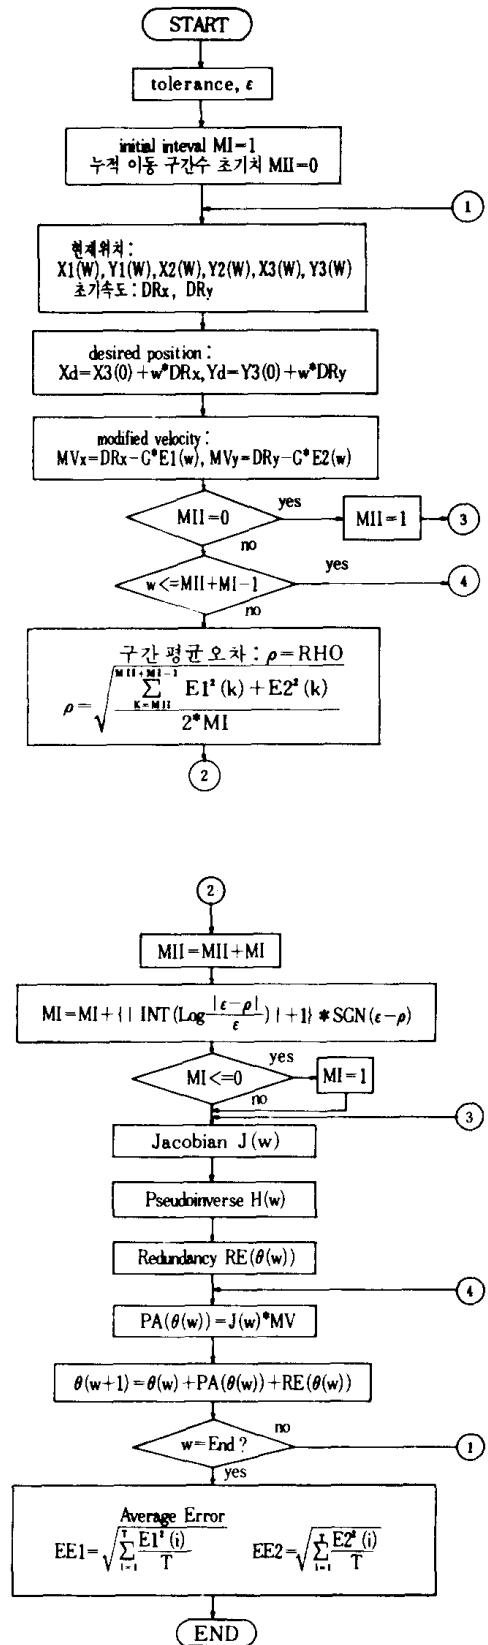 START
tolerance, ε
initial inteval MI=1
누적 이동 구간수 초기치 MII=0
1
현재위치:
X1(W), Y1(W), X2(W), Y2(W), X3(W), Y3(W)
초기속도: DRx, DRy
desired position:
Xd=X3(0)+w*DRx, Yd=Y3(0)+w*DRy
modified velocity:
MVx=DRx-G*E1(w), MVy=DRy-G*E2(w)
MII=0
yes
MII=1
3
no
w<=MII+MI-1
yes
4
no
구간 평균 오차: ρ=RHO
ρ=√(∑_{K=MII}^{MII+MI-1} E1²(k)+E2²(k) / 2*MI)
2
2
MII=MII+MI
MI=MI+{|INT(Log |ε-ρ|/ε)|+1}*SGN(ε-ρ)
MI<=0
yes
MI=1
no
3
Jacobian J(w)
Pseudoinverse H(w)
Redundancy RE(θ(w))
4
PA(θ(w))=J(w)*MV
θ(w+1)=θ(w)+PA(θ(w))+RE(θ(w))
w=End?
no
1
yes
Average Error
EE1=√(∑_{i=1}^{T} E1²(i)/T) EE2=√(∑_{i=1}^{T} E2²(i)/T)
END